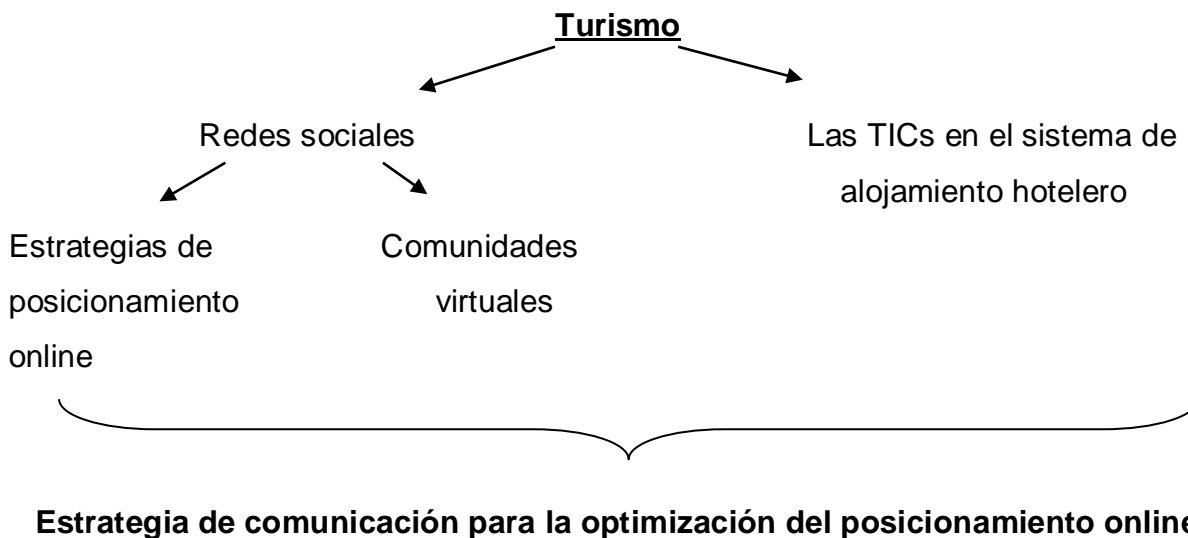 Turismo
Redes sociales
Las TICs en el sistema de
alojamiento hotelero
Estrategias de
posicionamiento
online
Comunidades
virtuales
Estrategia de comunicación para la optimización del posicionamiento online